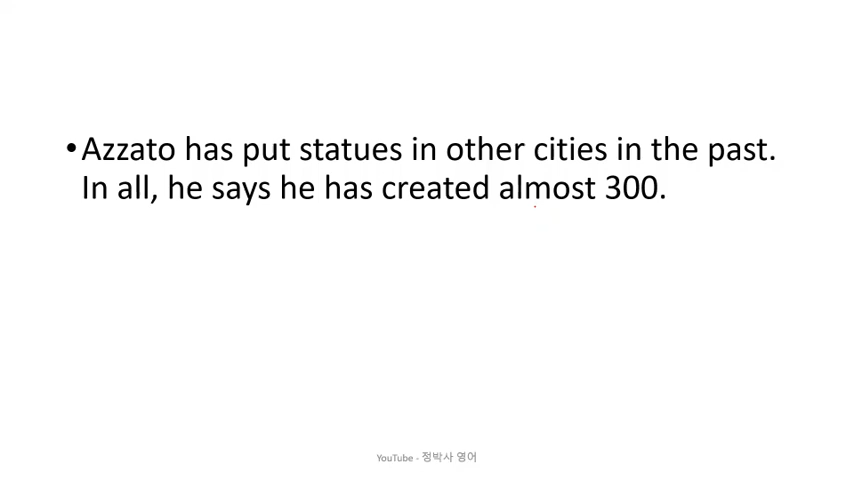 •Azzato has put statues in other cities in the past.
In all, he says he has created almost 300.
YouTube - 정박사 영어